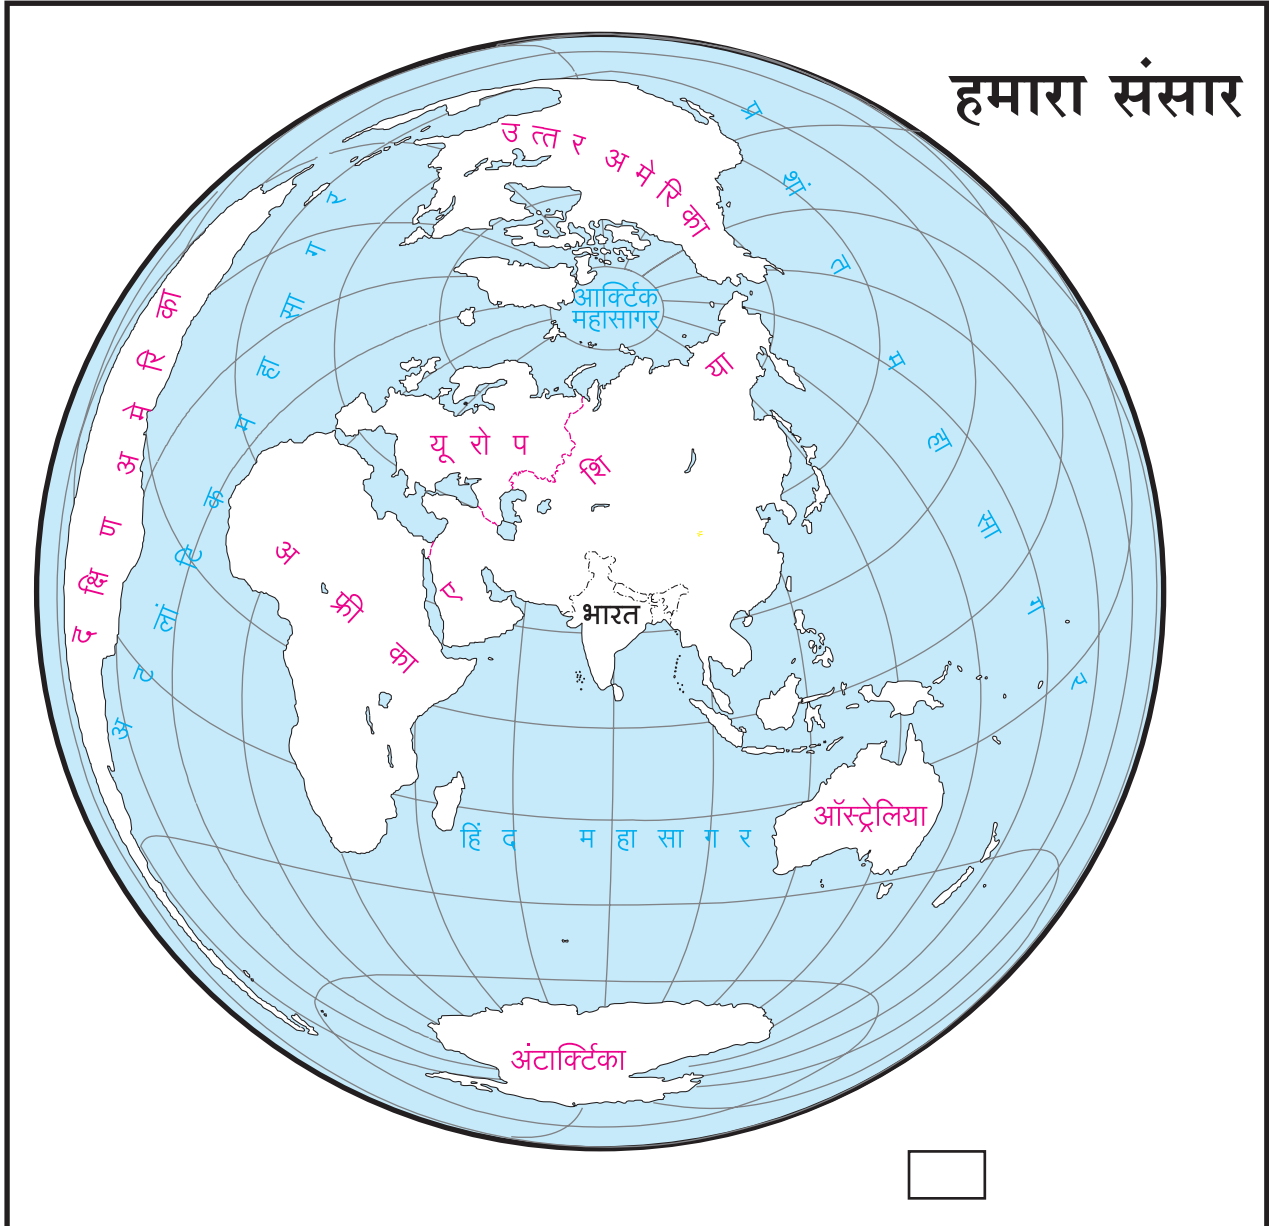 हमारा संसार
उत्तर अमेरिका
प्रशांत महासागर
आर्क्टिक
महासागर
दक्षिण अमेरिका
अटलांटिक महासागर
यूरोप
एशिया
अफ्रीका
भारत
हिंद महासागर
ऑस्ट्रेलिया
अंटार्क्टिका